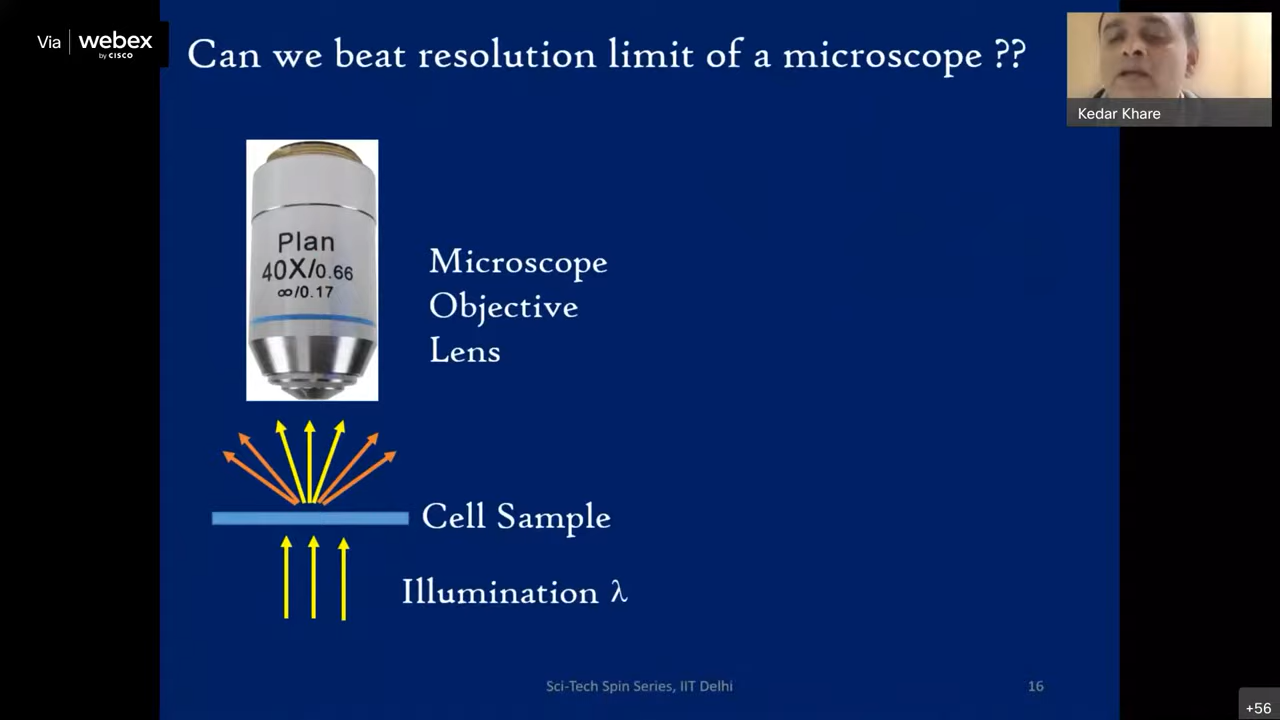 Via webex
by CISCO
Can we beat resolution limit of a microscope ??
Kedar Khare
Plan
40X/0.66
∞/0.17
Microscope
Objective
Lens
Cell Sample
Illumination λ
Sci-Tech Spin Series, IIT Delhi
16
+56